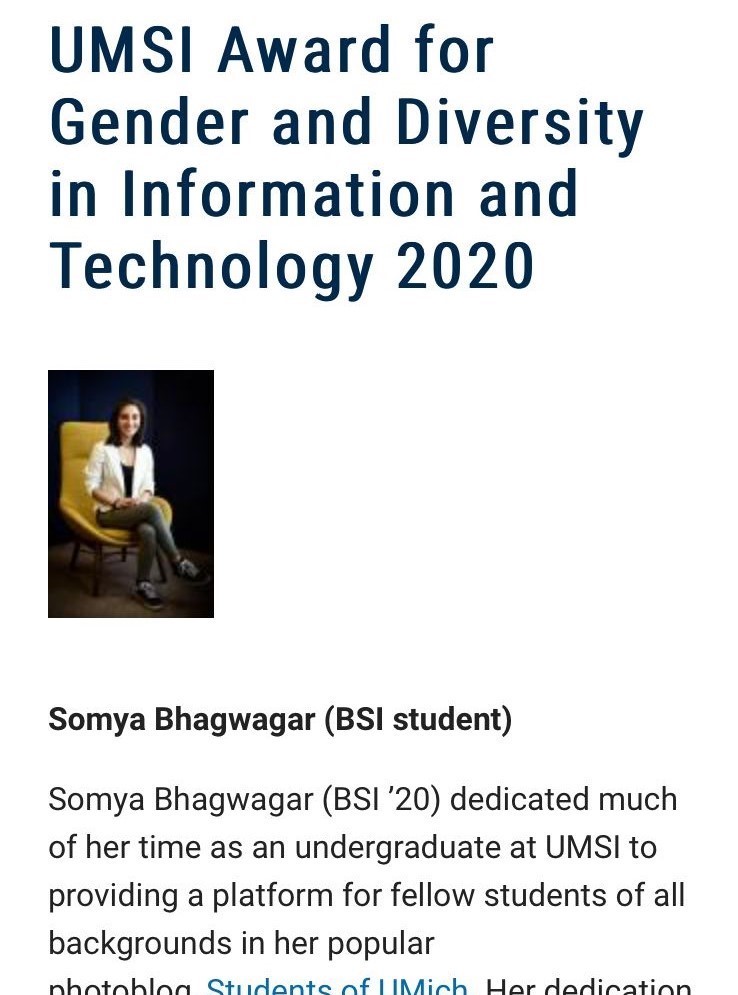 UMSI Award for
Gender and Diversity
in Information and
Technology 2020
Somya Bhagwagar (BSI student)
Somya Bhagwagar (BSI ’20) dedicated much
of her time as an undergraduate at UMSI to
providing a platform for fellow students of all
backgrounds in her popular
photoblog, Students of UMich. Her dedication